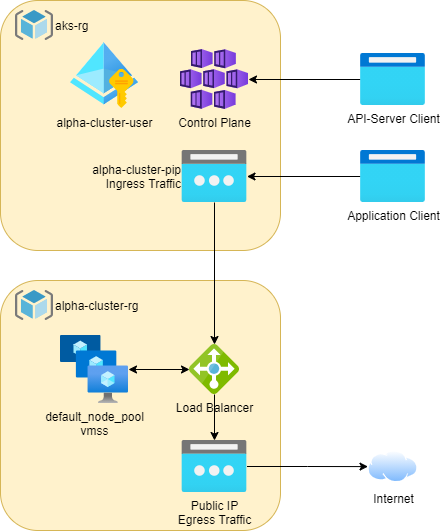 aks-rg
alpha-cluster-user
Control Plane
API-Server Client
alpha-cluster-pip
Ingress Traffic
Application Client
alpha-cluster-rg
default_node_pool
vmss
Load Balancer
Public IP
Egress Traffic
Internet